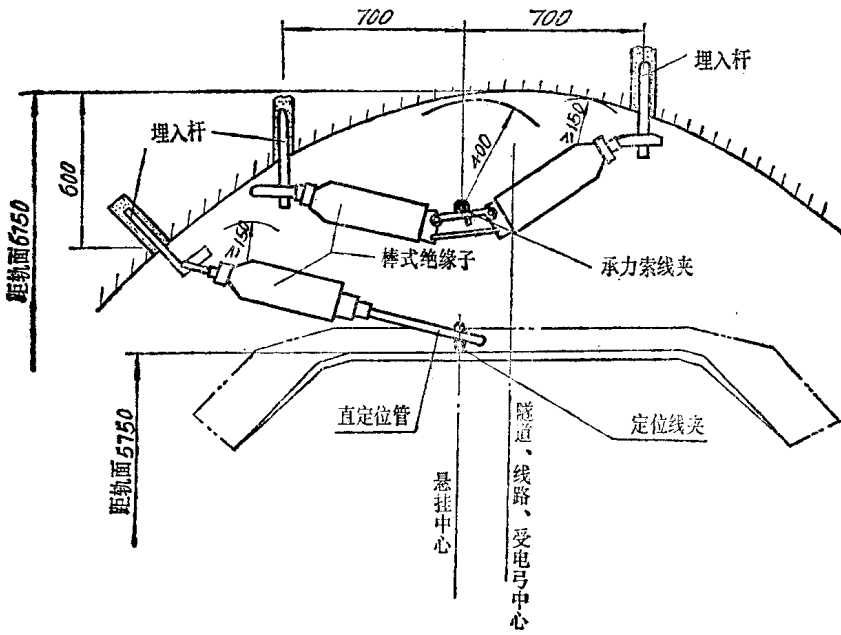 700
700
埋入杆
埋入杆
≥150
400
600
距轨面6750
≥150
棒式绝缘子
承力索线夹
直定位管
定位线夹
距轨面5750
悬挂中心
隧道、线路、受电弓中心